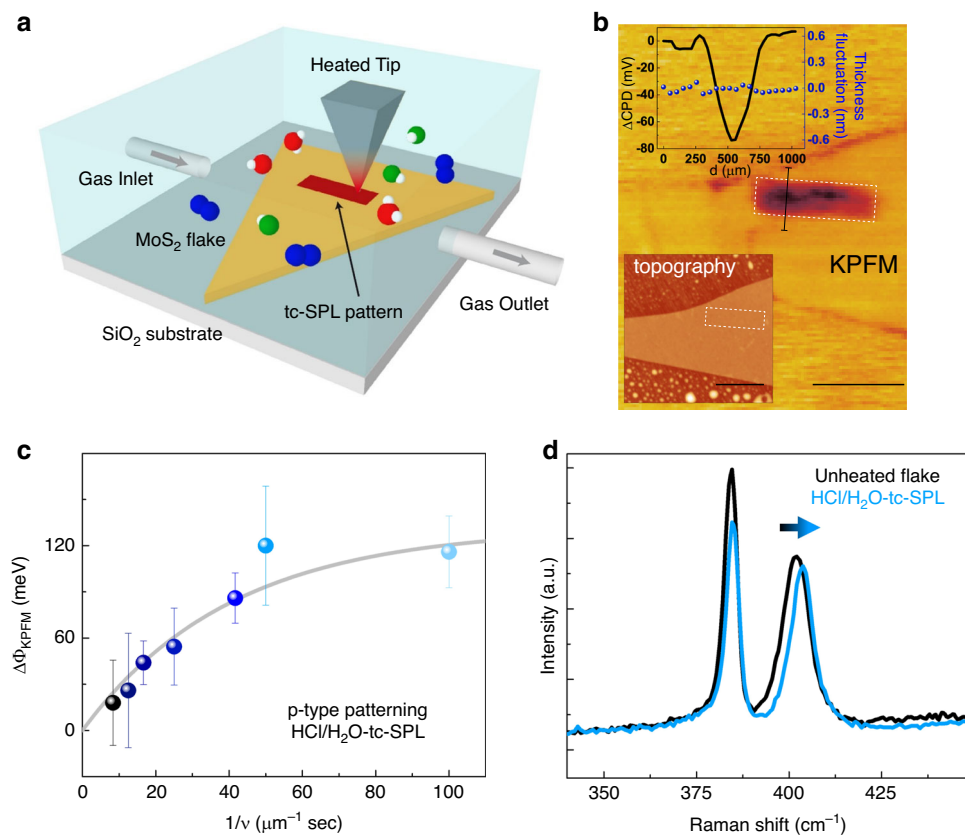 a
Heated Tip
Gas Inlet
MoS₂ flake
SiO₂ substrate
tc-SPL pattern
Gas Outlet
b
0
-20
-40
-60
-80
ΔCPD (mV)
0.6
0.3
0.0
-0.3
-0.6
Thickness
fluctuation (nm)
0 250 500 750 1000
d (μm)
KPFM
topography
c
120
60
0
ΔΦKPFM (meV)
p-type patterning
HCl/H₂O-tc-SPL
0 20 40 60 80 100
1/ν (μm⁻¹ sec)
d
Unheated flake
HCl/H₂O-tc-SPL
Intensity (a.u.)
350 375 400 425
Raman shift (cm⁻¹)